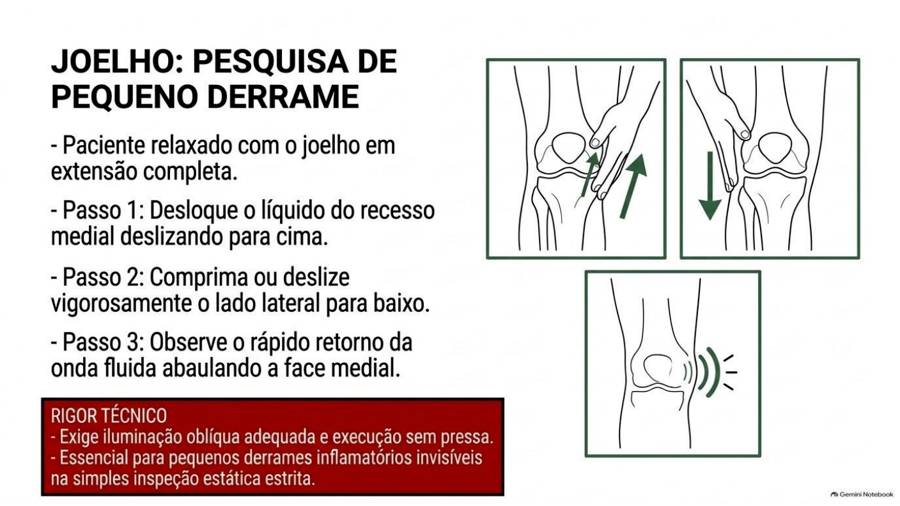 JOELHO: PESQUISA DE
PEQUENO DERRAME
- Paciente relaxado com o joelho em
extensão completa.
- Passo 1: Desloque o líquido do recesso
medial deslizando para cima.
- Passo 2: Comprima ou deslize
vigorosamente o lado lateral para baixo.
- Passo 3: Observe o rápido retorno da
onda fluida abaulando a face medial.
RIGOR TÉCNICO
- Exige iluminação oblíqua adequada e execução sem pressa.
- Essencial para pequenos derrames inflamatórios invisíveis
na simples inspeção estática estrita.
Gemini Notebook